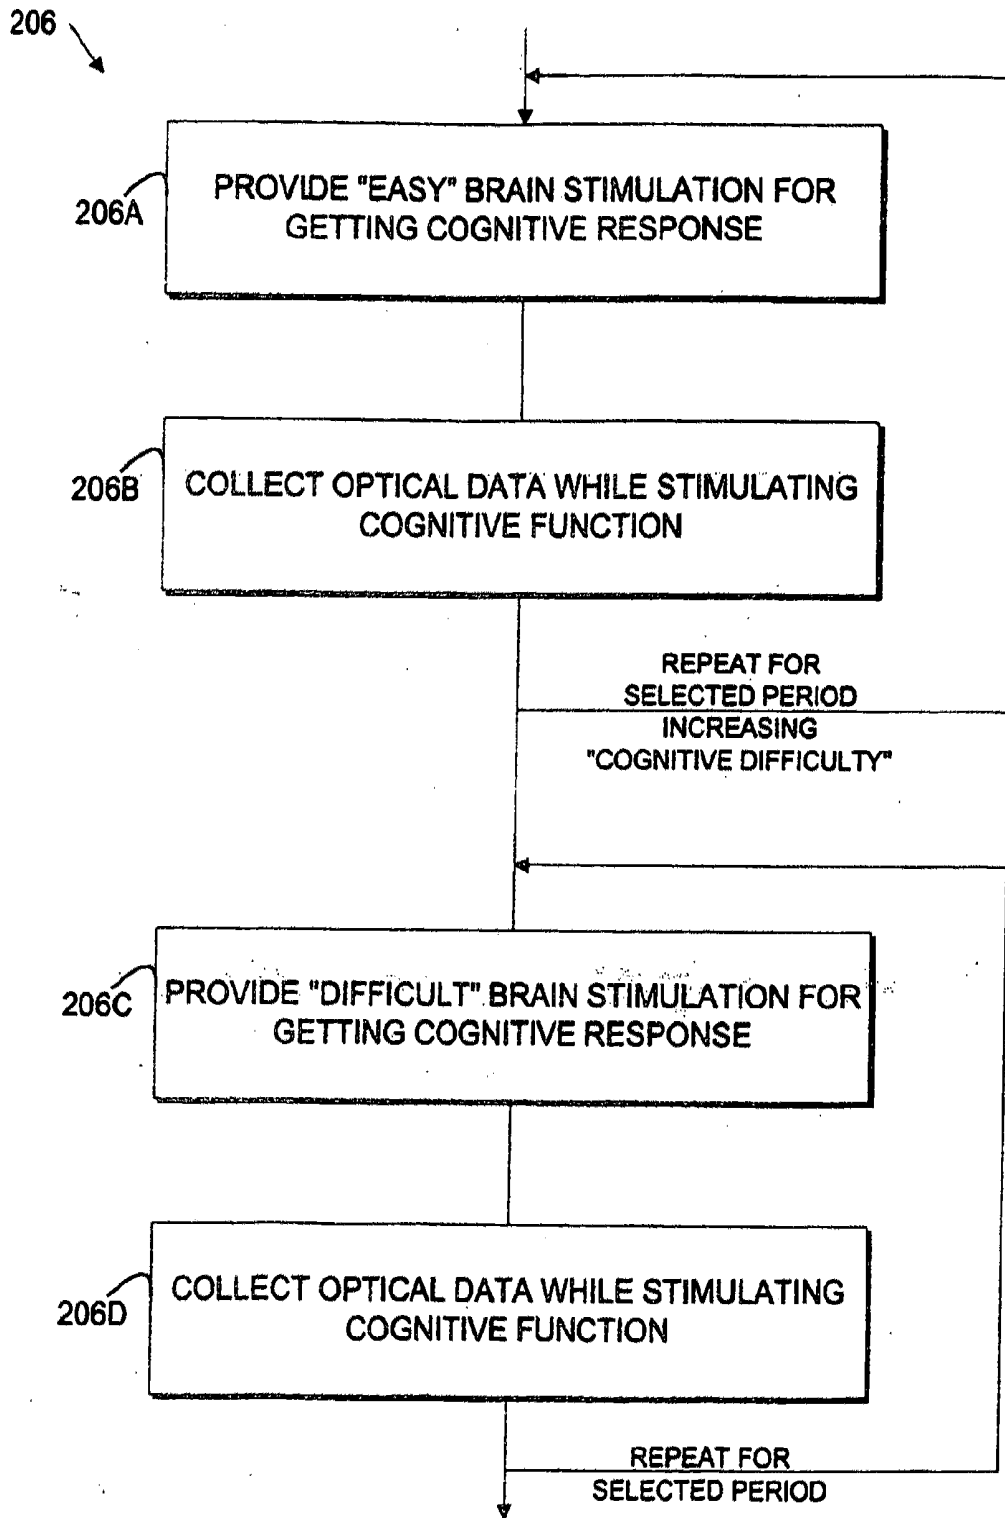 206
206A
PROVIDE "EASY" BRAIN STIMULATION FOR
GETTING COGNITIVE RESPONSE
206B
COLLECT OPTICAL DATA WHILE STIMULATING
COGNITIVE FUNCTION
REPEAT FOR
SELECTED PERIOD
INCREASING
"COGNITIVE DIFFICULTY"
206C
PROVIDE "DIFFICULT" BRAIN STIMULATION FOR
GETTING COGNITIVE RESPONSE
206D
COLLECT OPTICAL DATA WHILE STIMULATING
COGNITIVE FUNCTION
REPEAT FOR
SELECTED PERIOD